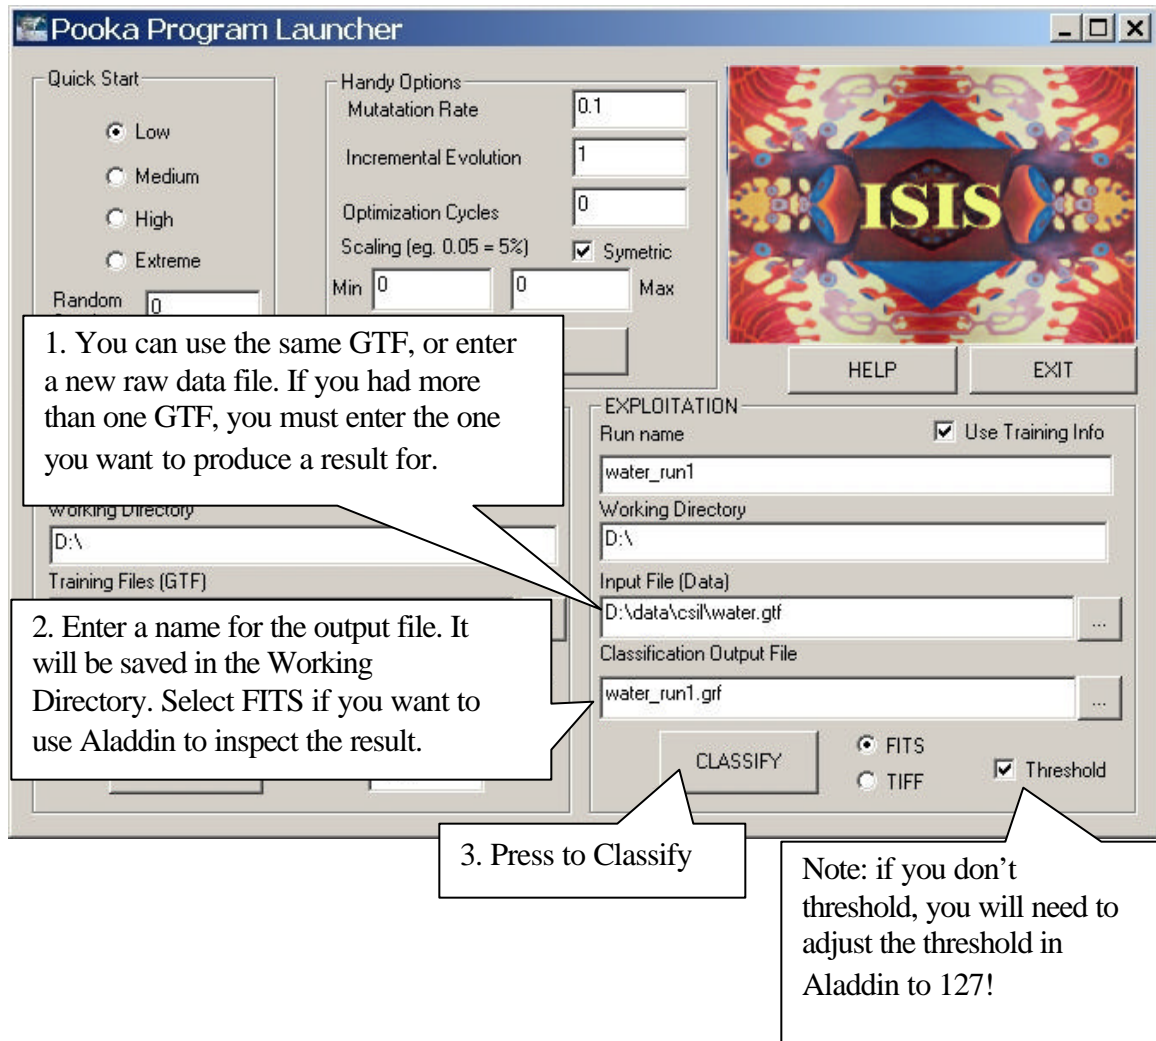 Pooka Program Launcher
Quick Start
Low
Medium
High
Extreme
Random
0
Handy Options
Mutatation Rate
0.1
Incremental Evolution
1
Optimization Cycles
0
Scaling (eg. 0.05 = 5%)
Symetric
Min
0
0
Max
ISIS
HELP
EXIT
1. You can use the same GTF, or enter
a new raw data file. If you had more
than one GTF, you must enter the one
you want to produce a result for.
Working Directory
D:\
Training Files (GTF)
2. Enter a name for the output file. It
will be saved in the Working
Directory. Select FITS if you want to
use Aladdin to inspect the result.
EXPLOITATION
Run name
Use Training Info
water_run1
Working Directory
D:\
Input File (Data)
D:\data\csil\water.gtf
...
Classification Output File
water_run1.grf
...
CLASSIFY
FITS
TIFF
Threshold
3. Press to Classify
Note: if you don’t
threshold, you will need to
adjust the threshold in
Aladdin to 127!